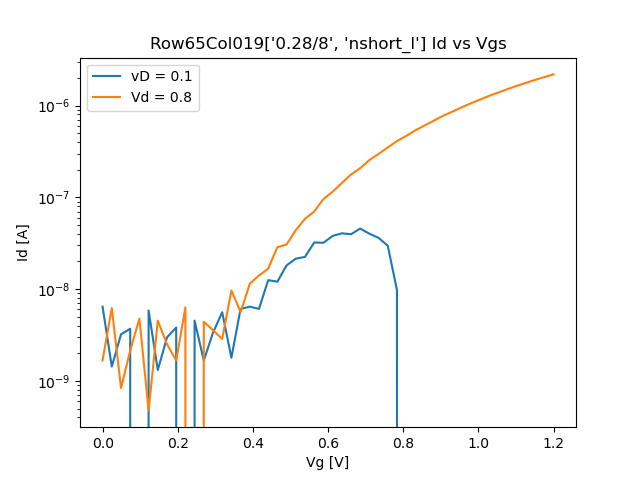 Row65Col019['0.28/8', 'nshort_l'] Id vs Vgs
vD = 0.1
Vd = 0.8
Id [A]
10⁻⁶
10⁻⁷
10⁻⁸
10⁻⁹
0.0 0.2 0.4 0.6 0.8 1.0 1.2
Vg [V]